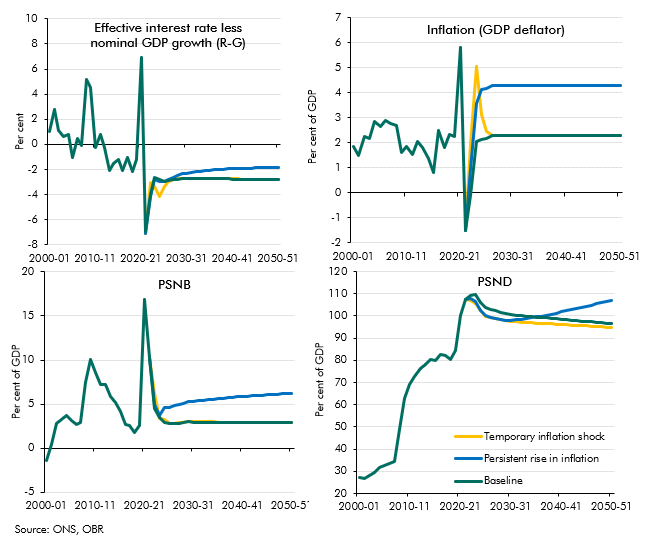 Effective interest rate less
nominal GDP growth (R-G)
Per cent
10
8
6
4
2
0
-2
-4
-6
-8
2000-01 2010-11 2020-21 2030-31 2040-41 2050-51
Inflation (GDP deflator)
Per cent of GDP
7
6
5
4
3
2
1
0
-1
-2
2000-01 2010-11 2020-21 2030-31 2040-41 2050-51
PSNB
Per cent of GDP
20
15
10
5
0
-5
2000-01 2010-11 2020-21 2030-31 2040-41 2050-51
PSND
Per cent of GDP
120
110
100
90
80
70
60
50
40
30
20
Temporary inflation shock
Persistent rise in inflation
Baseline
2000-01 2010-11 2020-21 2030-31 2040-41 2050-51
Source: ONS, OBR